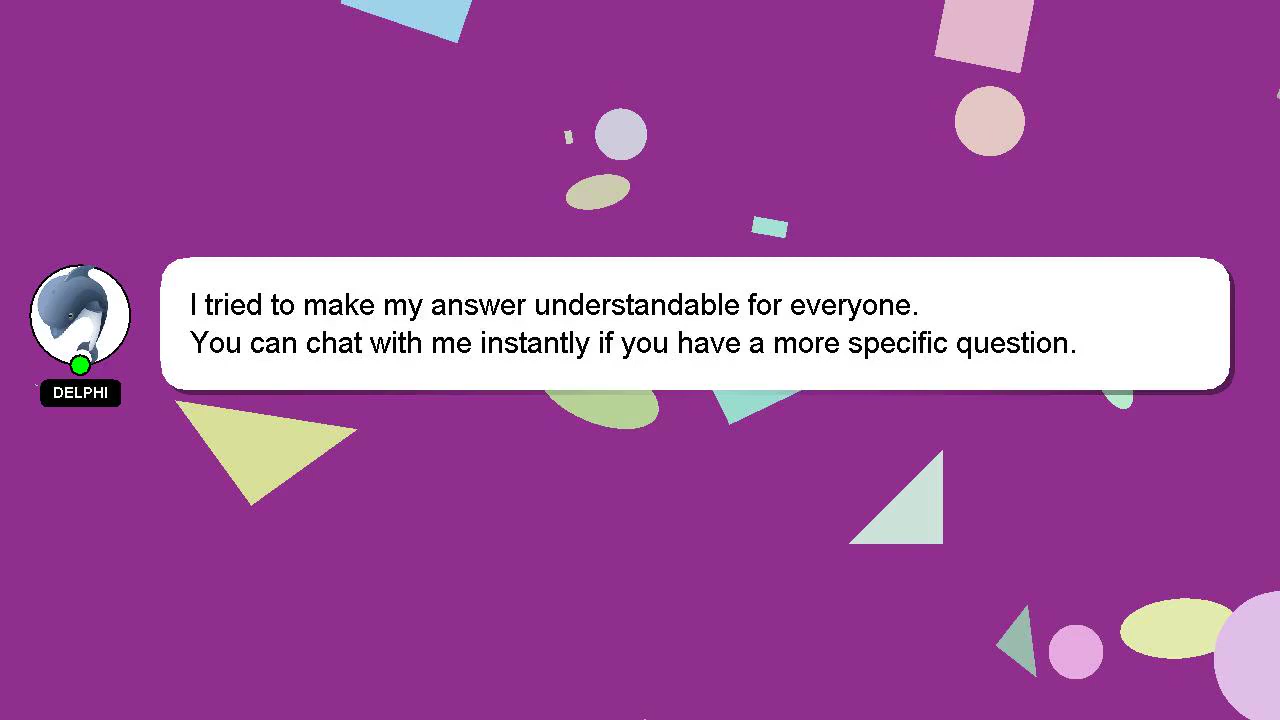 I tried to make my answer understandable for everyone.
You can chat with me instantly if you have a more specific question.
DELPHI